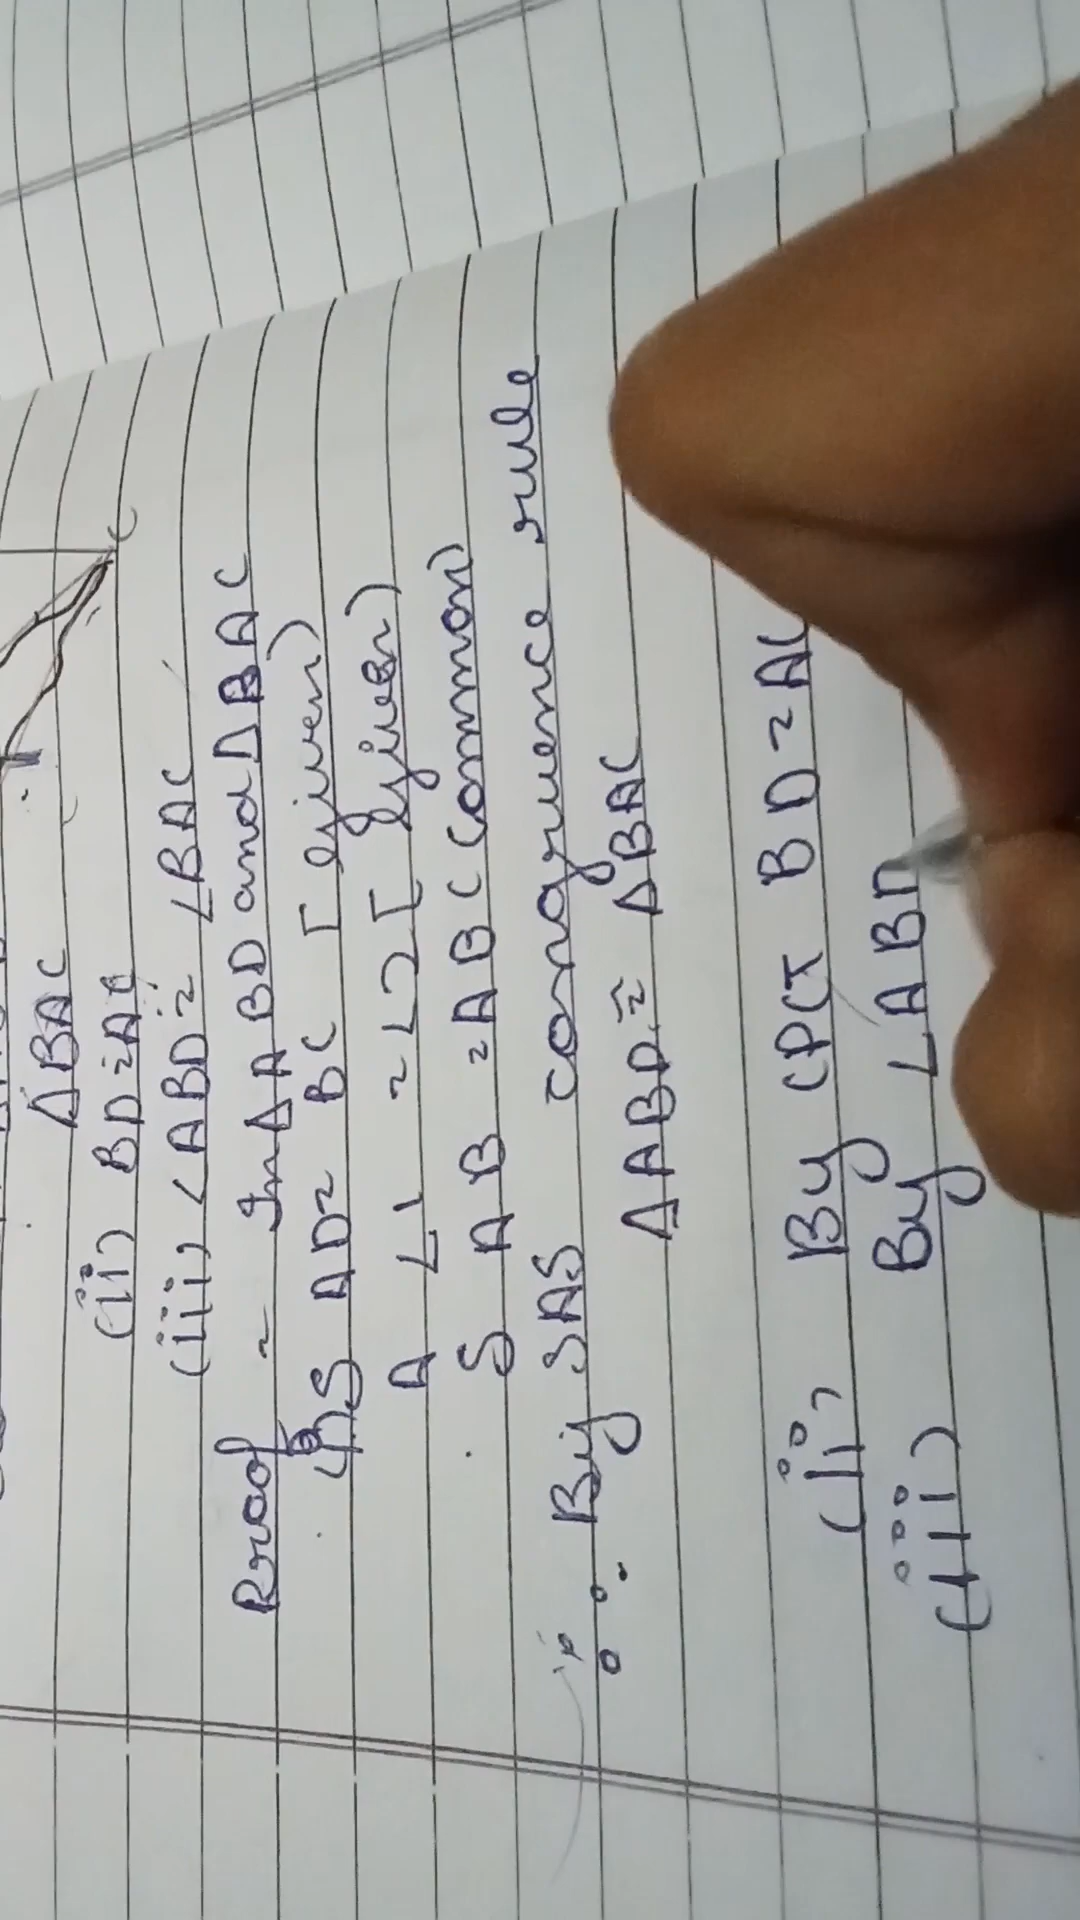 C
ΔBAC
(ii) BD=AC
(iii) <ABD= ∠BAC
Proof - In ΔABD and ΔBAC
(i) S AD= BC [Given)
A ∠1 = ∠2 [Given)
S AB =AB (Common)
∴ By SAS congruence rule
ΔABD ≅ ΔBAC
(ii) By CPCT BD=AC
(iii) By ∠ABD